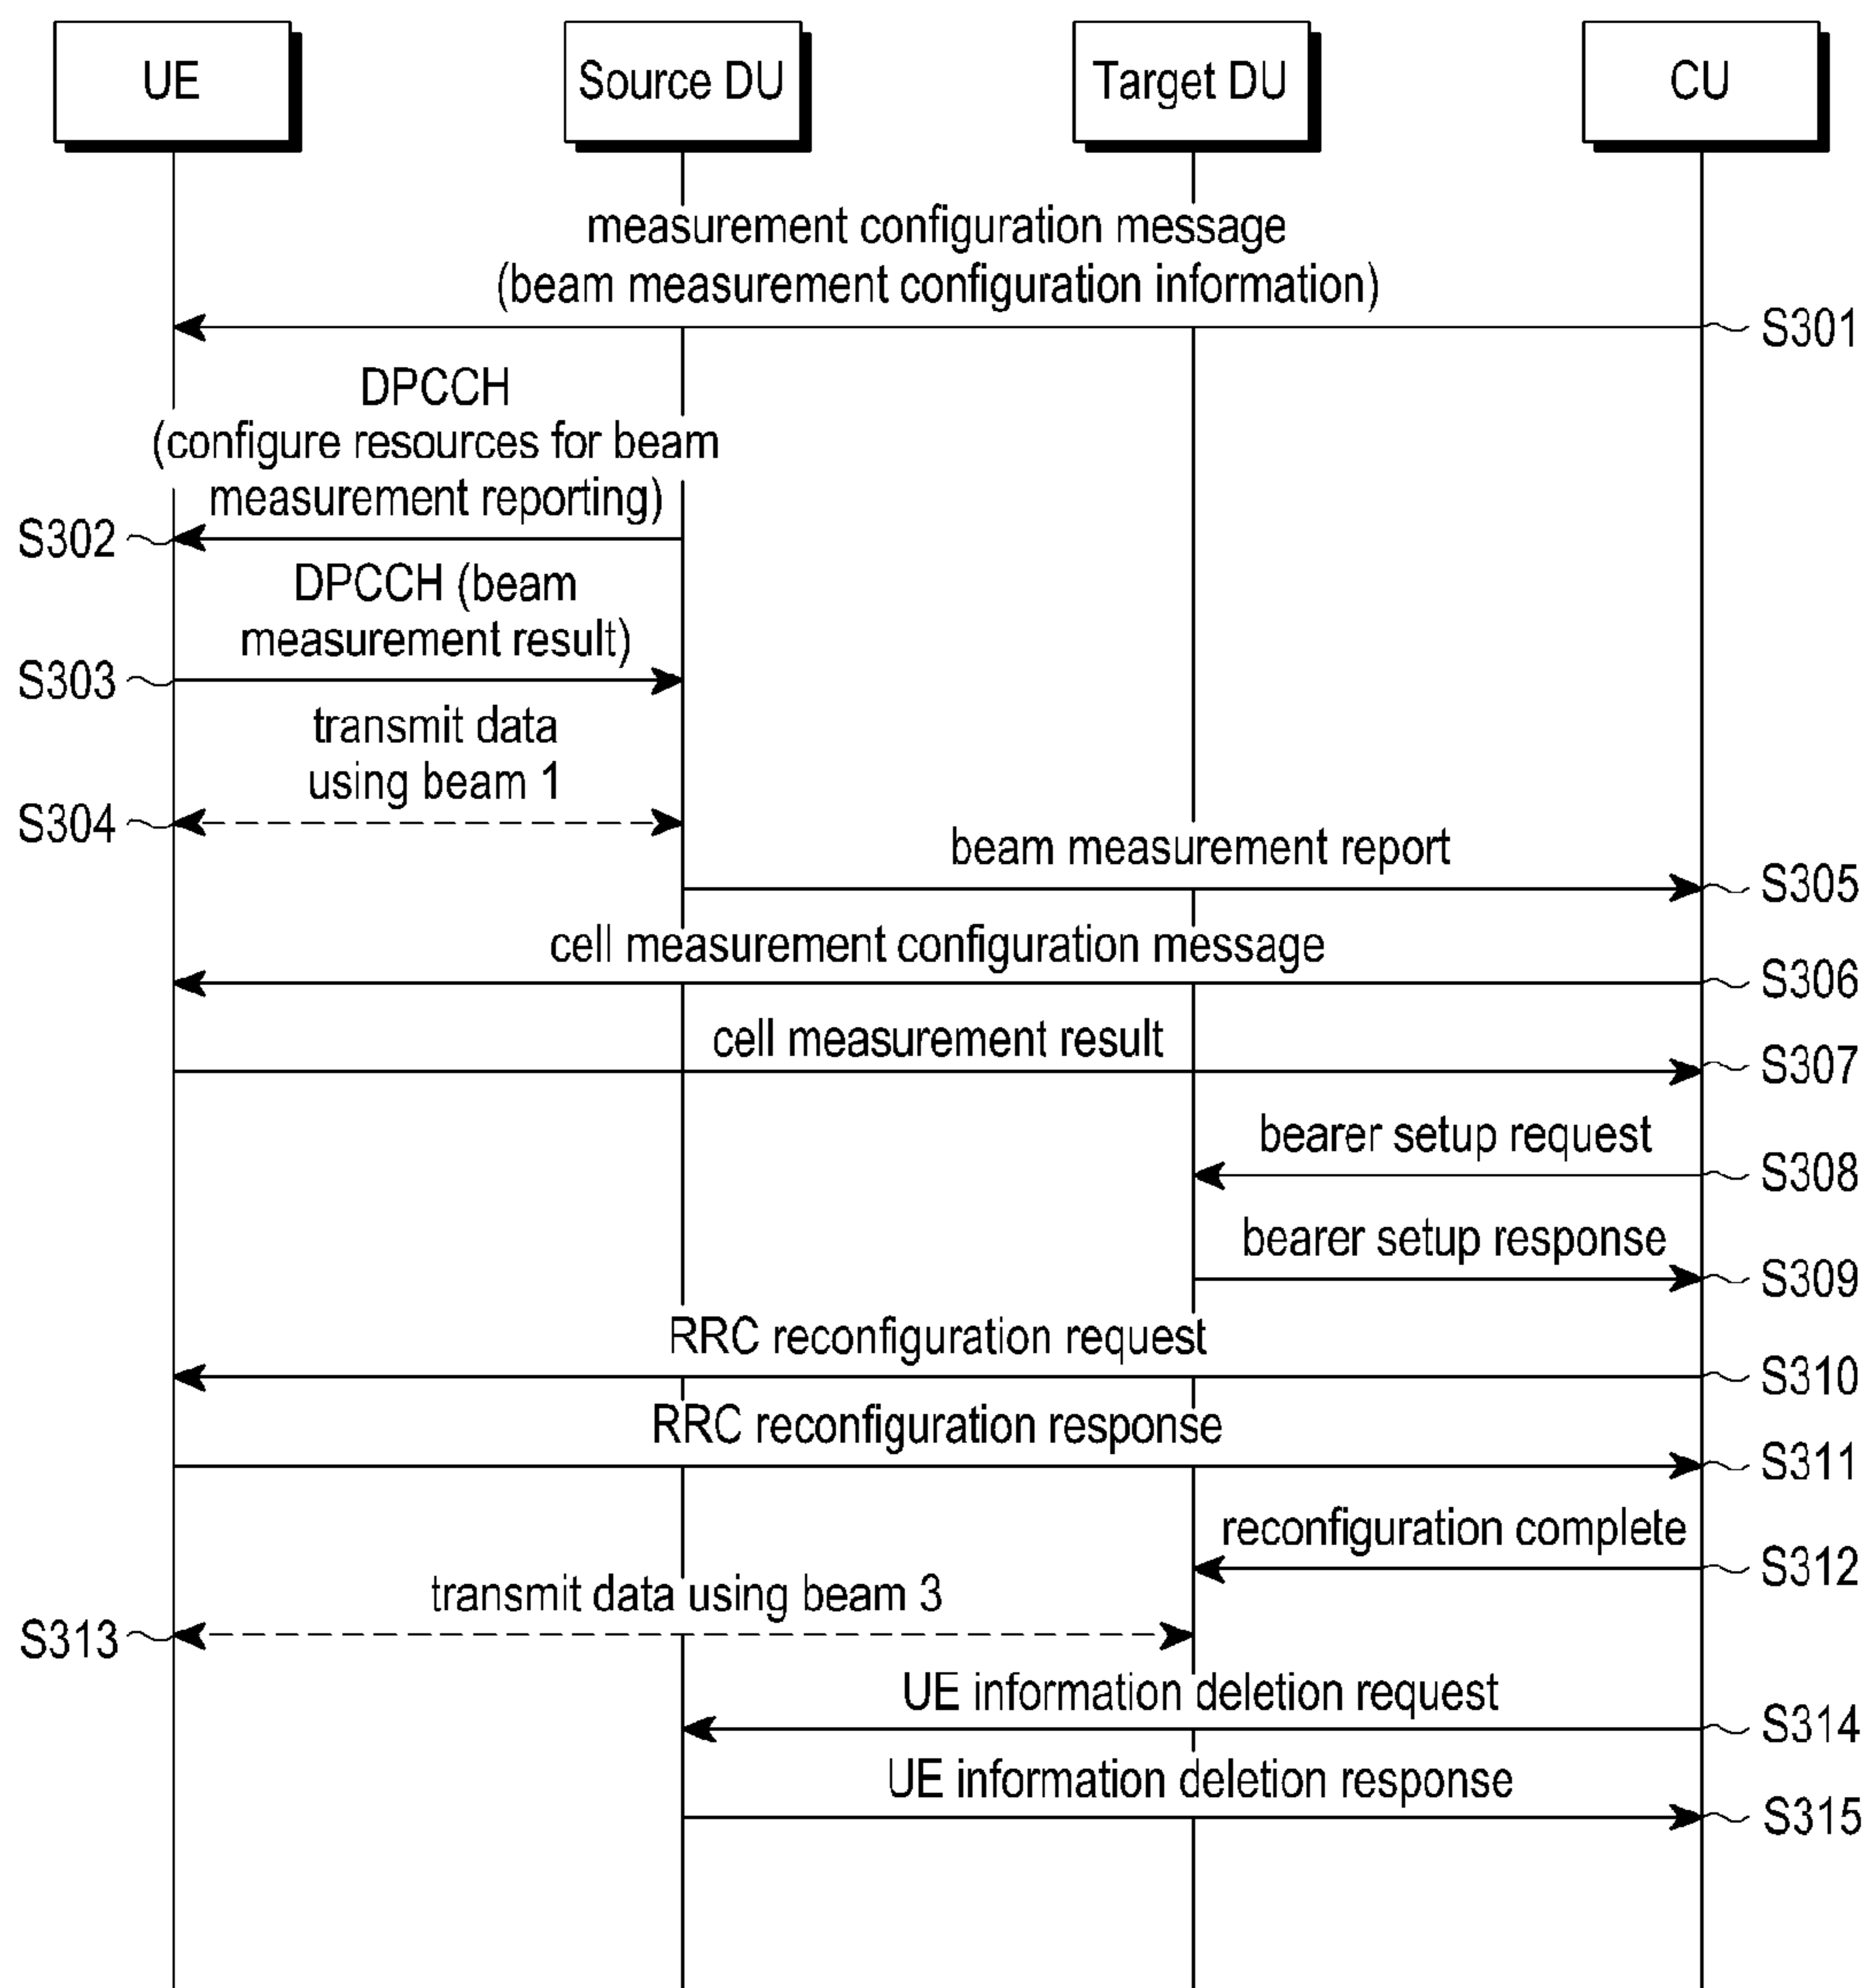 UE
Source DU
Target DU
CU
measurement configuration message
(beam measurement configuration information)
S301
DPCCH
(configure resources for beam
measurement reporting)
S302
DPCCH (beam
measurement result)
S303
transmit data
using beam 1
S304
beam measurement report
S305
cell measurement configuration message
S306
cell measurement result
S307
bearer setup request
S308
bearer setup response
S309
RRC reconfiguration request
S310
RRC reconfiguration response
S311
reconfiguration complete
S312
transmit data using beam 3
S313
UE information deletion request
S314
UE information deletion response
S315